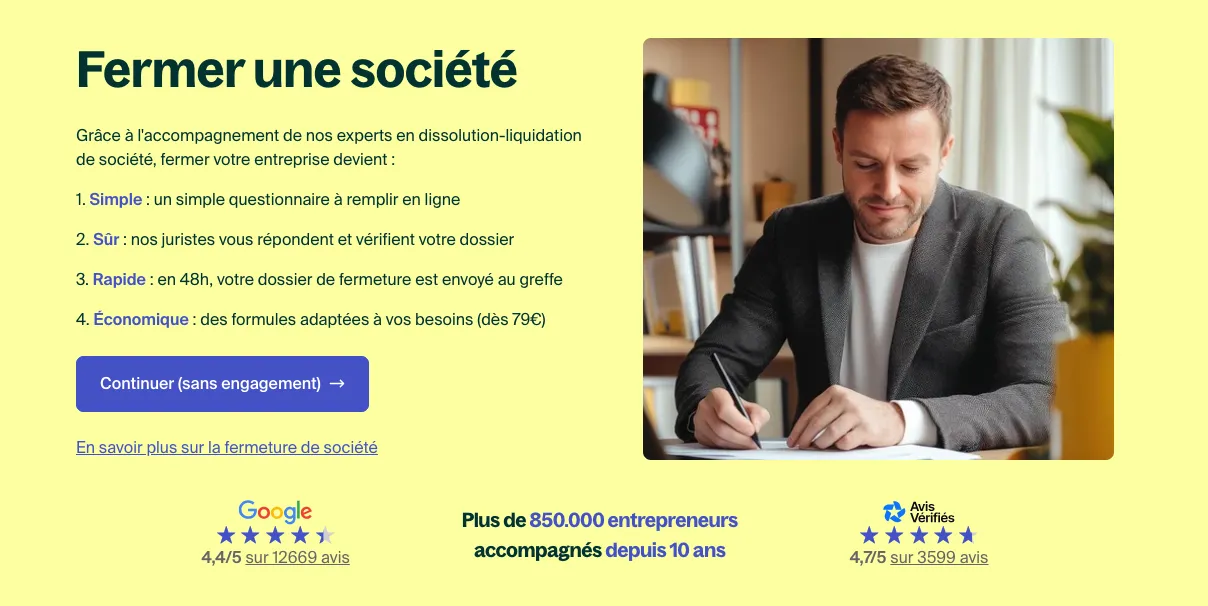 Fermer une société
Grâce à l'accompagnement de nos experts en dissolution-liquidation
de société, fermer votre entreprise devient :
1. Simple : un simple questionnaire à remplir en ligne
2. Sûr : nos juristes vous répondent et vérifient votre dossier
3. Rapide : en 48h, votre dossier de fermeture est envoyé au greffe
4. Économique : des formules adaptées à vos besoins (dès 79€)
Continuer (sans engagement) →
En savoir plus sur la fermeture de société
Google
4,4/5 sur 12669 avis
Plus de 850.000 entrepreneurs
accompagnés depuis 10 ans
Avis
Vérifiés
4,7/5 sur 3599 avis